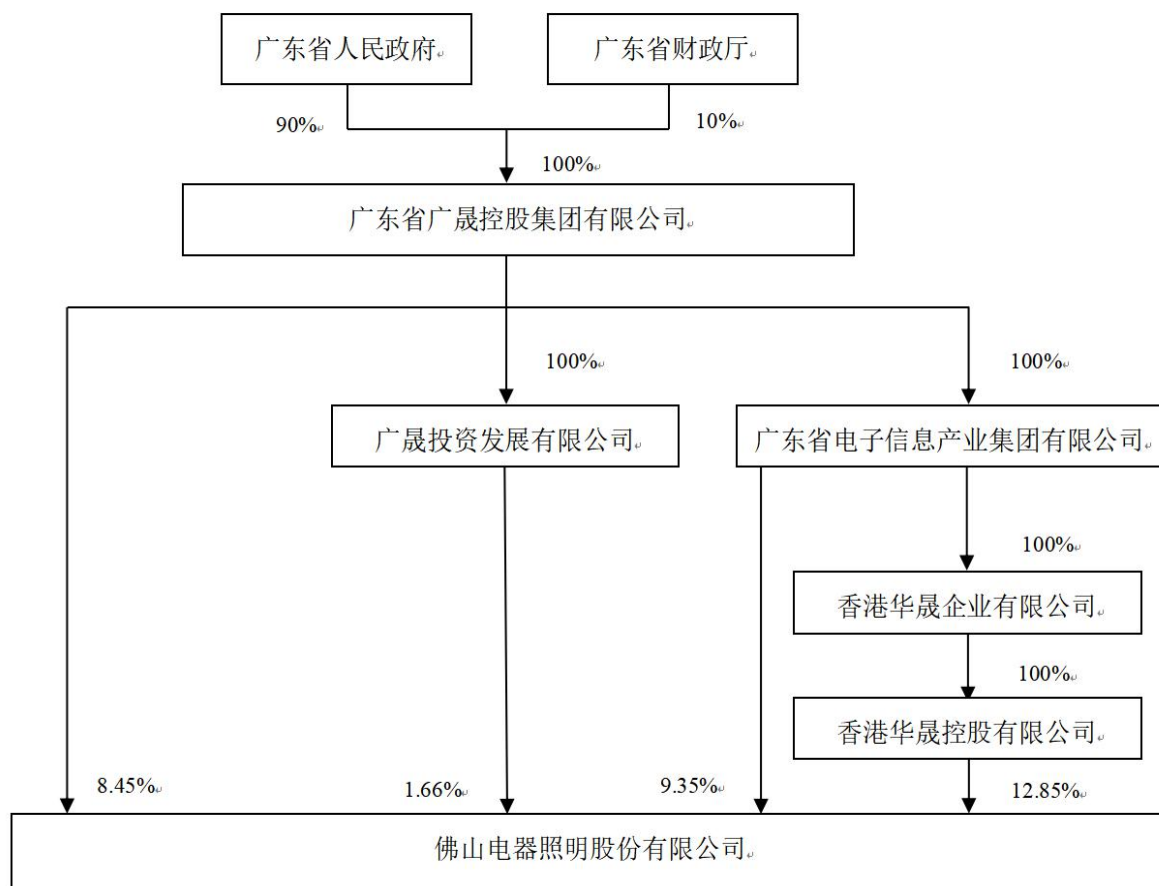 广东省人民政府
广东省财政厅
90%
10%
100%
广东省广晟控股集团有限公司
100%
100%
广晟投资发展有限公司
广东省电子信息产业集团有限公司
100%
香港华晟企业有限公司
100%
香港华晟控股有限公司
8.45%
1.66%
9.35%
12.85%
佛山电器照明股份有限公司